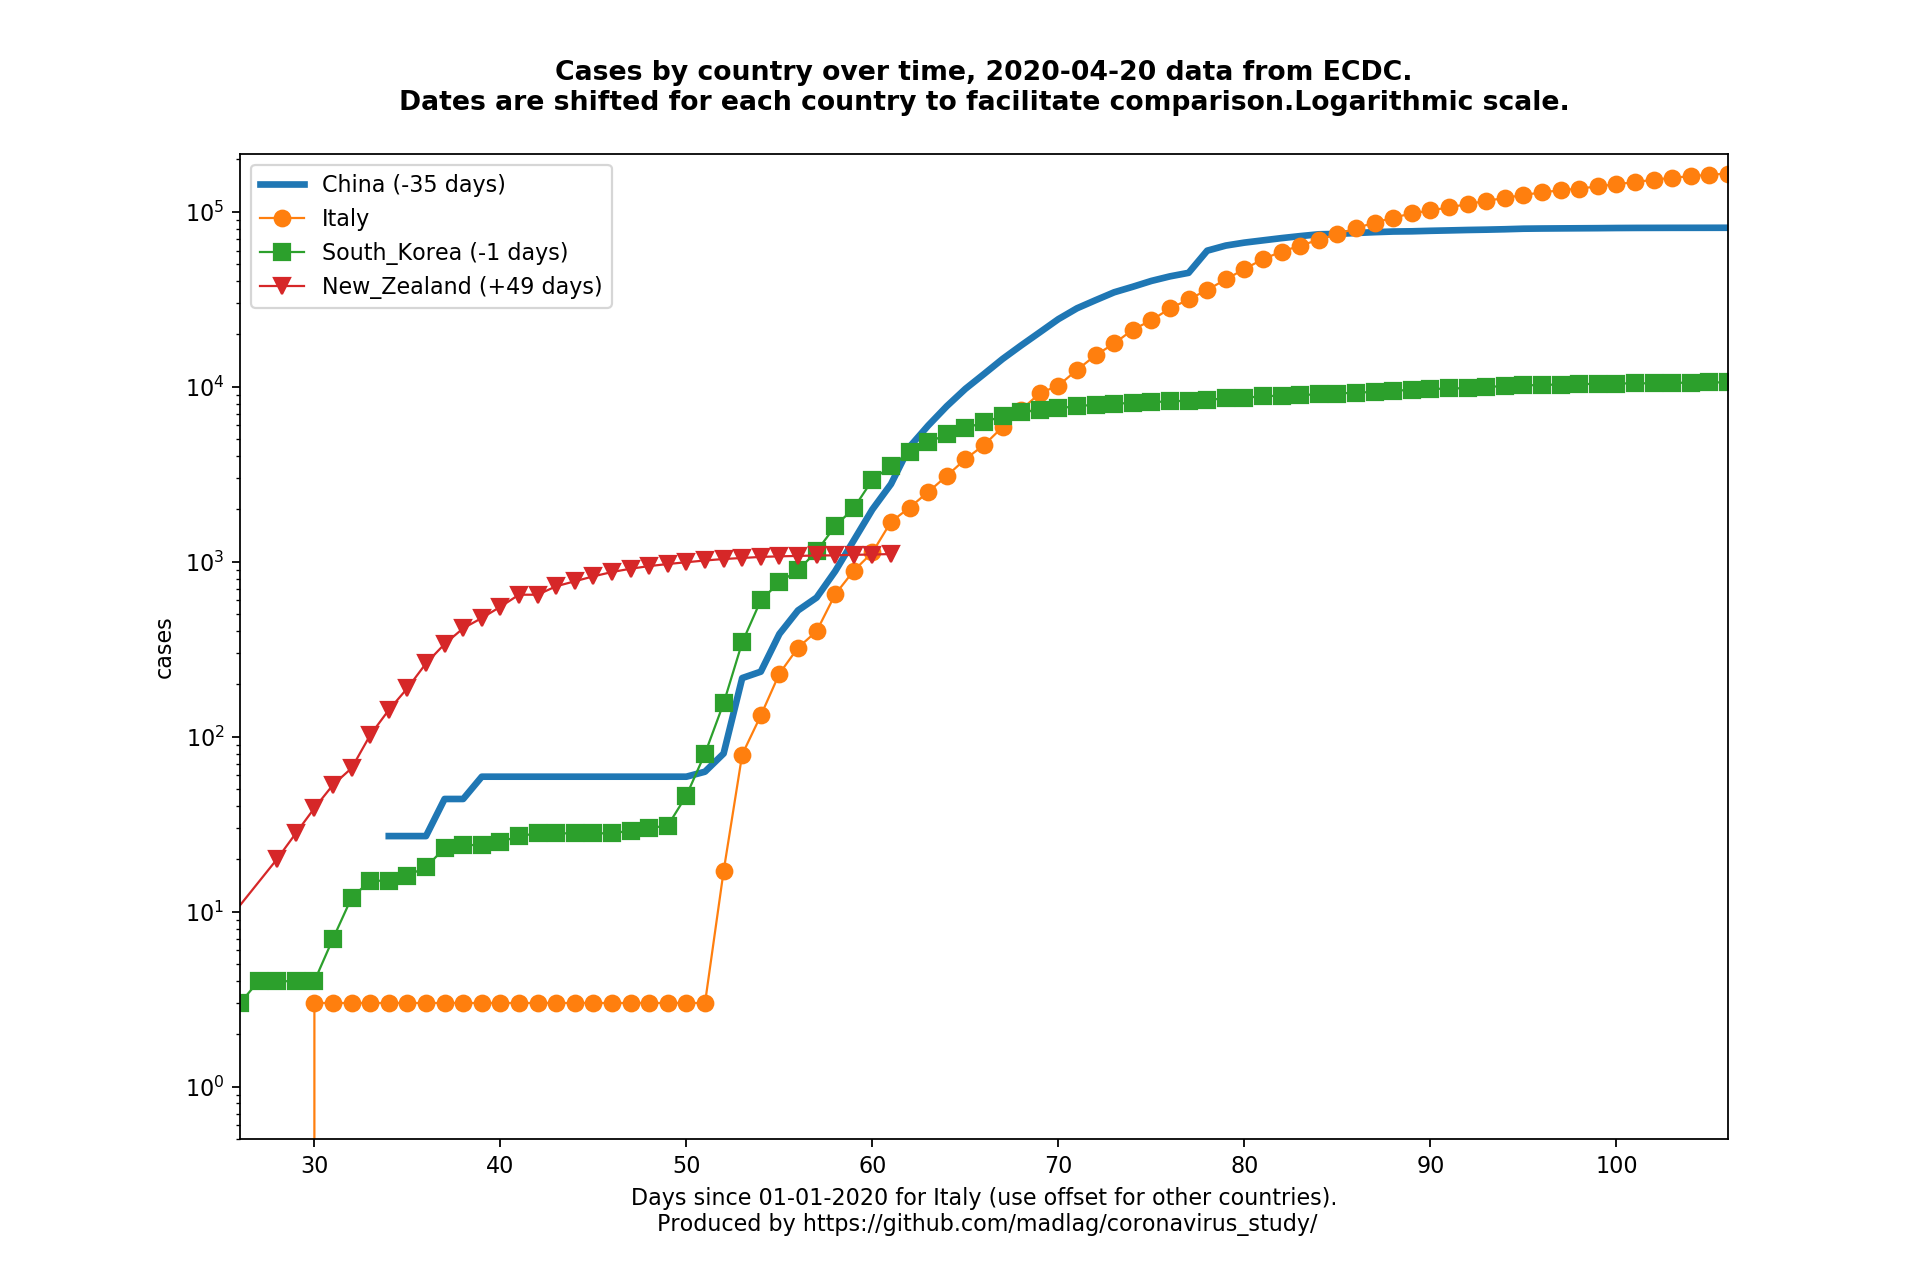 Cases by country over time, 2020-04-20 data from ECDC.
Dates are shifted for each country to facilitate comparison.Logarithmic scale.
China (-35 days)
Italy
South_Korea (-1 days)
New_Zealand (+49 days)
cases
10^5
10^4
10^3
10^2
10^1
10^0
30 40 50 60 70 80 90 100
Days since 01-01-2020 for Italy (use offset for other countries).
Produced by https://github.com/madlag/coronavirus_study/